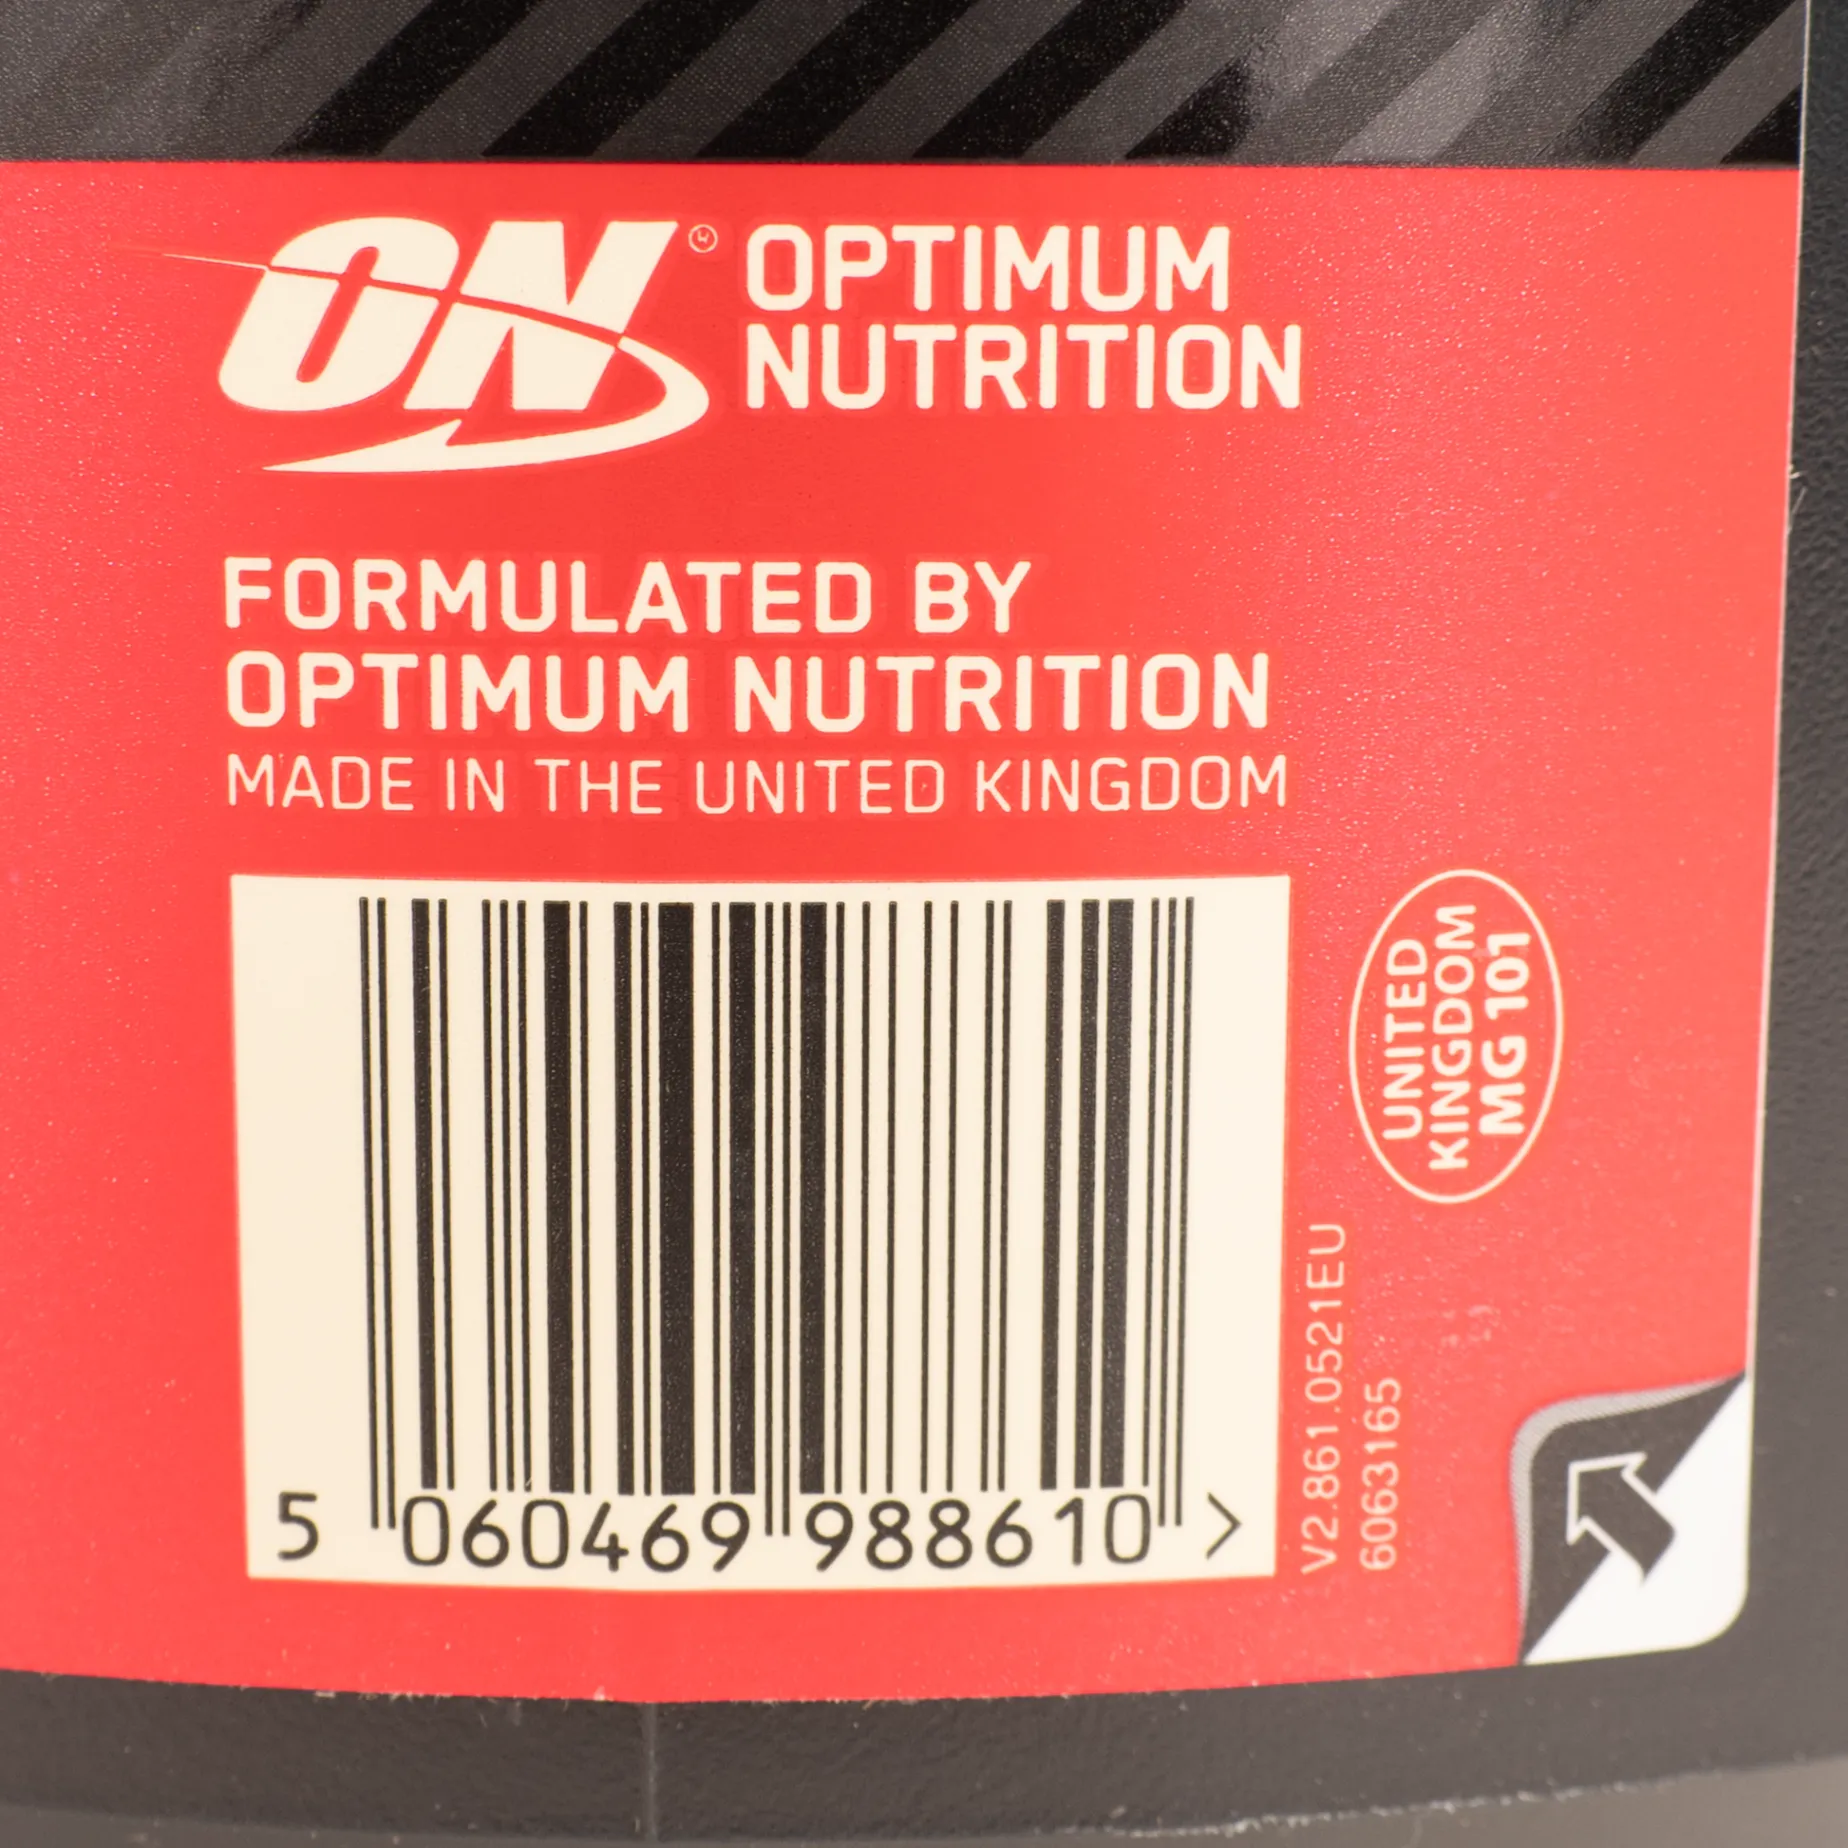 ON®
OPTIMUM
NUTRITION
FORMULATED BY
OPTIMUM NUTRITION
MADE IN THE UNITED KINGDOM
5 060469 988610 >
UNITED
KINGDOM
MG 101
V2.861.0521EU
6063165